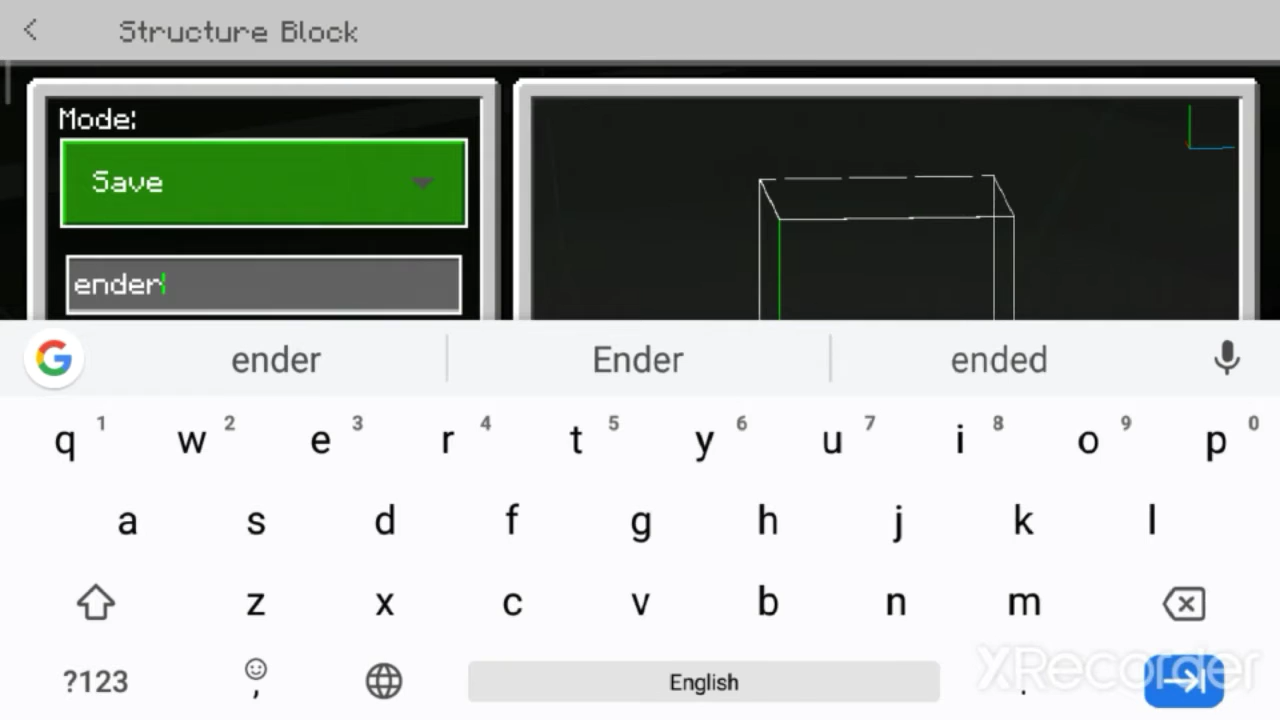 Structure Block
Mode:
Save
ender
G ender Ender ended
q 1 w 2 e 3 r 4 t 5 y 6 u 7 i 8 o 9 p 0
a s d f g h j k l
z x c v b n m
?123 , English .
XRecorder